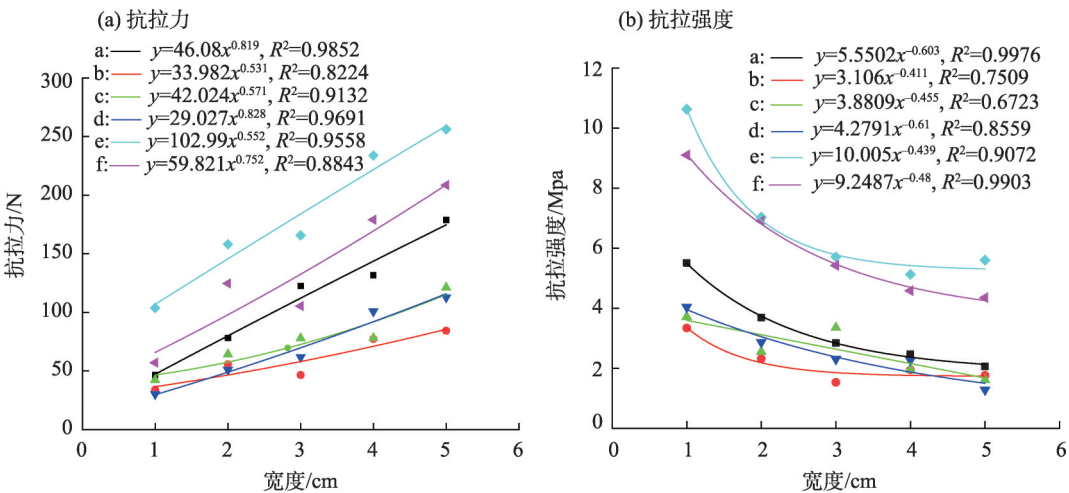 (a) 抗拉力
a: y=46.08x^0.819, R²=0.9852
b: y=33.982x^0.531, R²=0.8224
c: y=42.024x^0.571, R²=0.9132
d: y=29.027x^0.828, R²=0.9691
e: y=102.99x^0.552, R²=0.9558
f: y=59.821x^0.752, R²=0.8843
300
250
200
150
100
50
0
抗拉力/N
0 1 2 3 4 5 6
宽度/cm
(b) 抗拉强度
a: y=5.5502x^−0.603, R²=0.9976
b: y=3.106x^−0.411, R²=0.7509
c: y=3.8809x^−0.455, R²=0.6723
d: y=4.2791x^−0.61, R²=0.8559
e: y=10.005x^−0.439, R²=0.9072
f: y=9.2487x^−0.48, R²=0.9903
12
10
8
6
4
2
0
抗拉强度/Mpa
0 1 2 3 4 5 6
宽度/cm